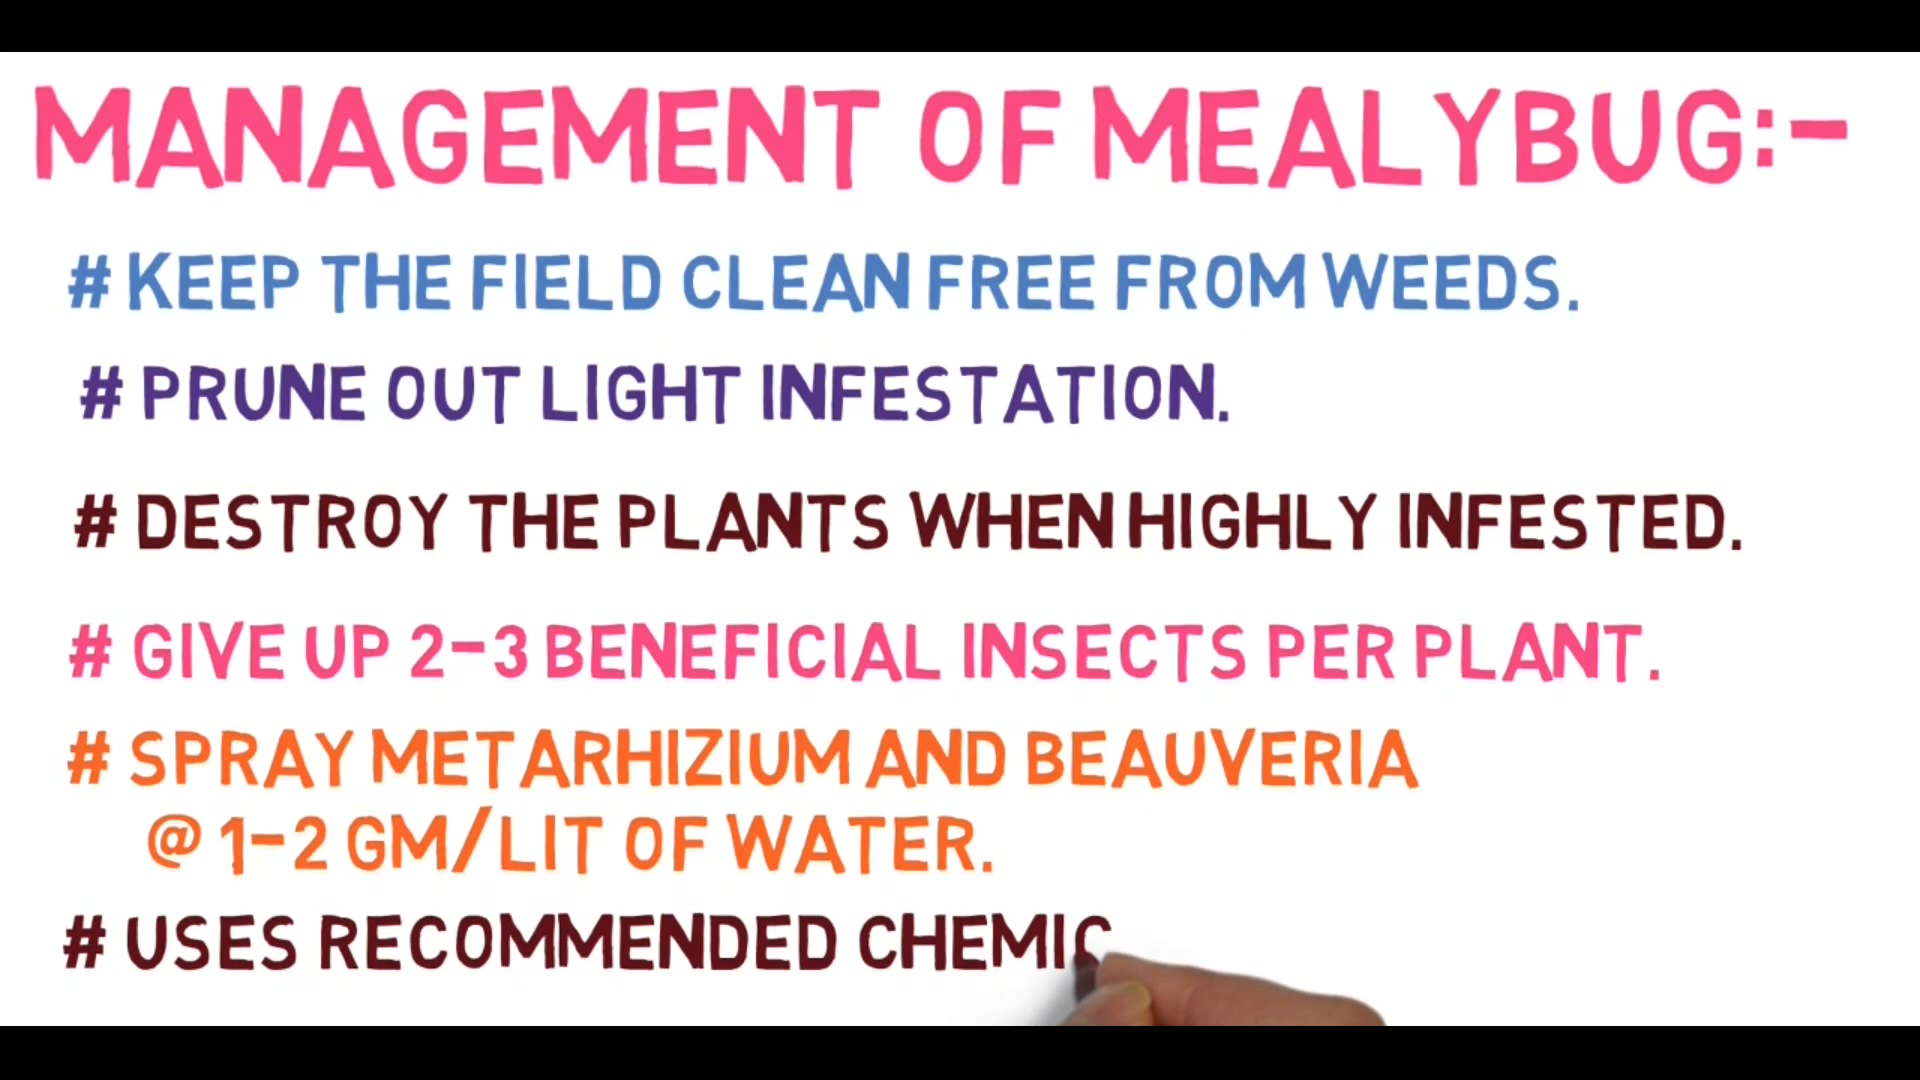 MANAGEMENT OF MEALYBUG:-
# KEEP THE FIELD CLEAN FREE FROM WEEDS.
# PRUNE OUT LIGHT INFESTATION.
# DESTROY THE PLANTS WHEN HIGHLY INFESTED.
# GIVE UP 2-3 BENEFICIAL INSECTS PER PLANT.
# SPRAY METARHIZIUM AND BEAUVERIA
@ 1-2 GM/LIT OF WATER.
# USES RECOMMENDED CHEMIC